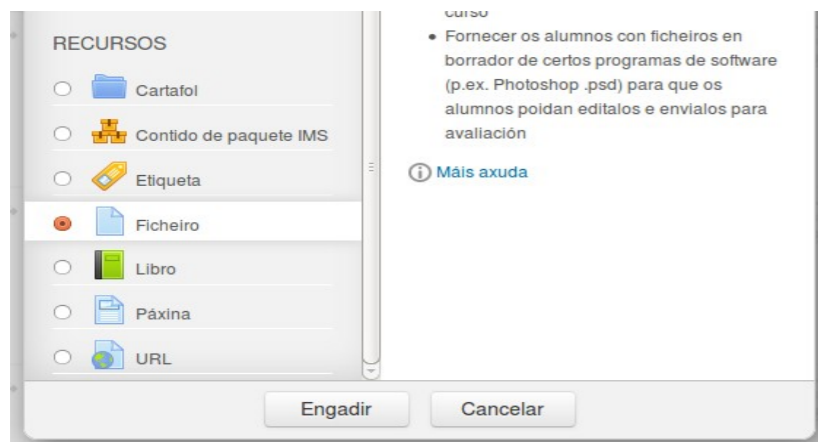 RECURSOS
Cartafol
Contido de paquete IMS
Etiqueta
Ficheiro
Libro
Páxina
URL
curso
• Fornecer os alumnos con ficheiros en
borrador de certos programas de software
(p.ex. Photoshop .psd) para que os
alumnos poidan editalos e envialos para
avaliación
Máis axuda
Engadir
Cancelar